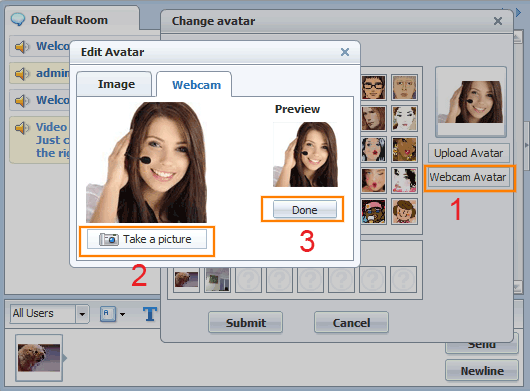 Default Room
Change avatar
Welco
Edit Avatar
admin
Image
Webcam
Welco
Preview
Video
Just c
the rig
Upload Avatar
Webcam Avatar
Done
1
Take a picture
2
3
All Users
A
T
Submit
Cancel
Send
Newline